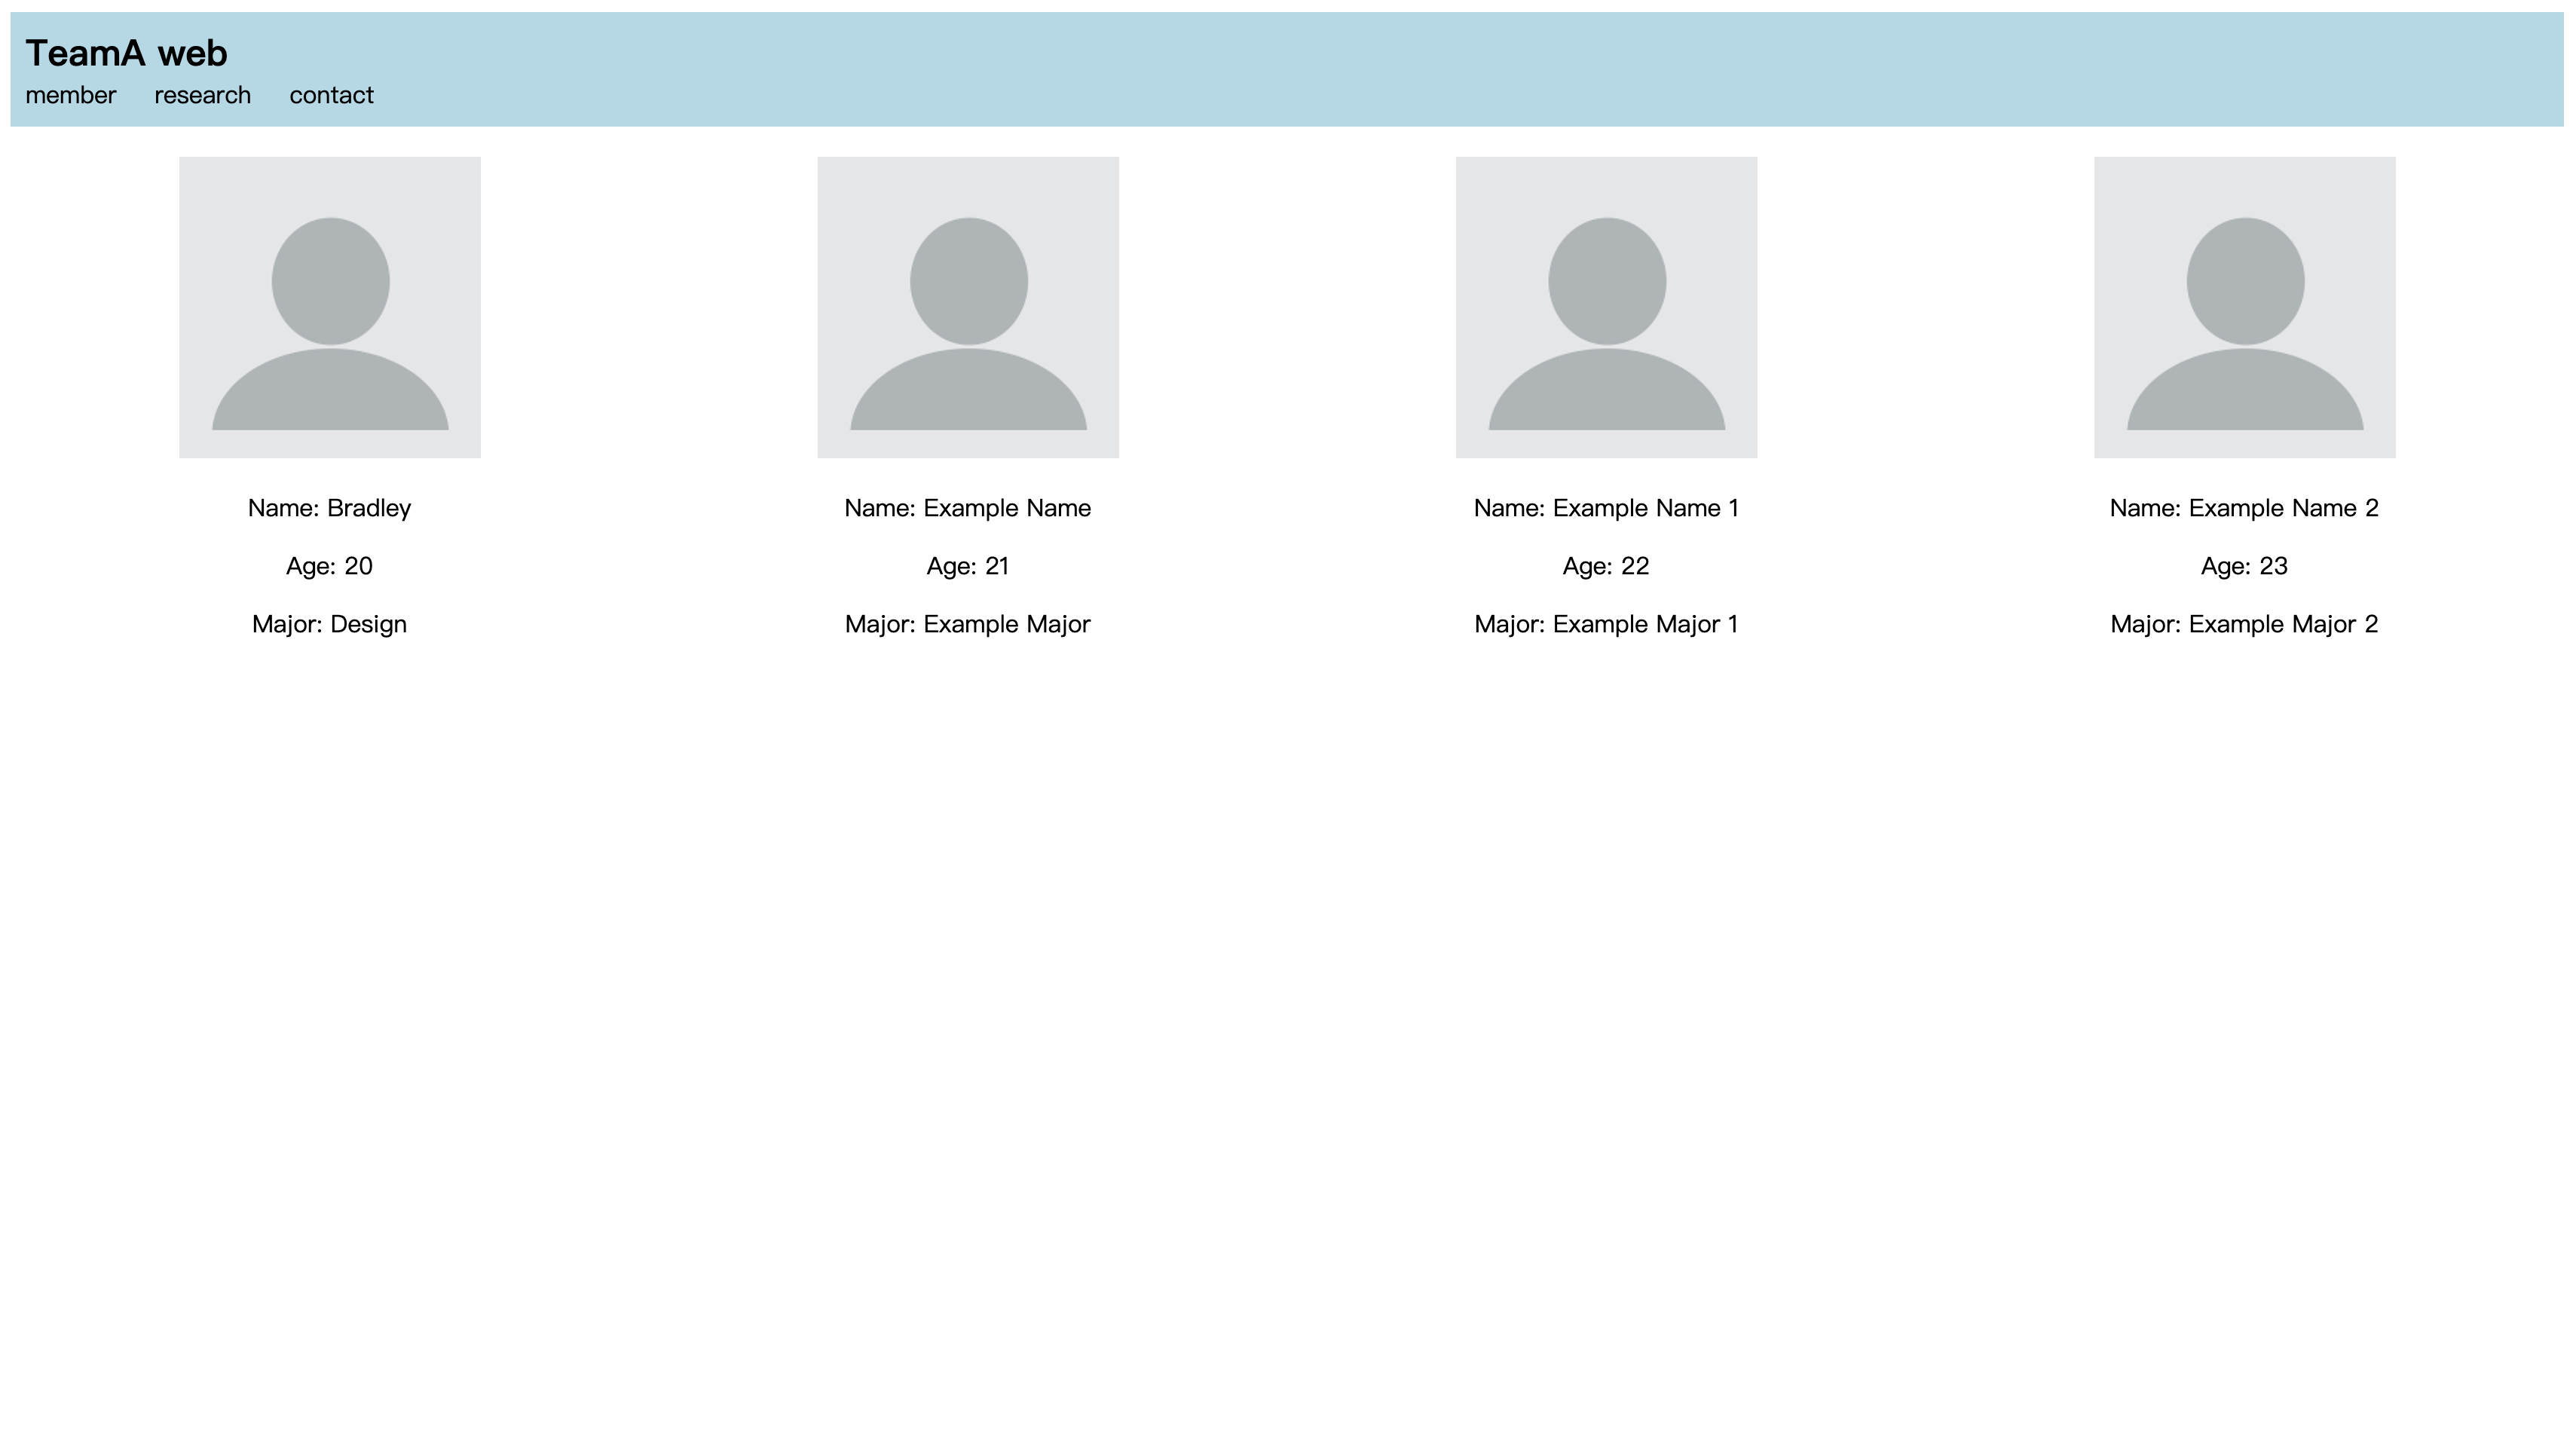 TeamA web
member research contact
Name: Bradley
Age: 20
Major: Design
Name: Example Name
Age: 21
Major: Example Major
Name: Example Name 1
Age: 22
Major: Example Major 1
Name: Example Name 2
Age: 23
Major: Example Major 2